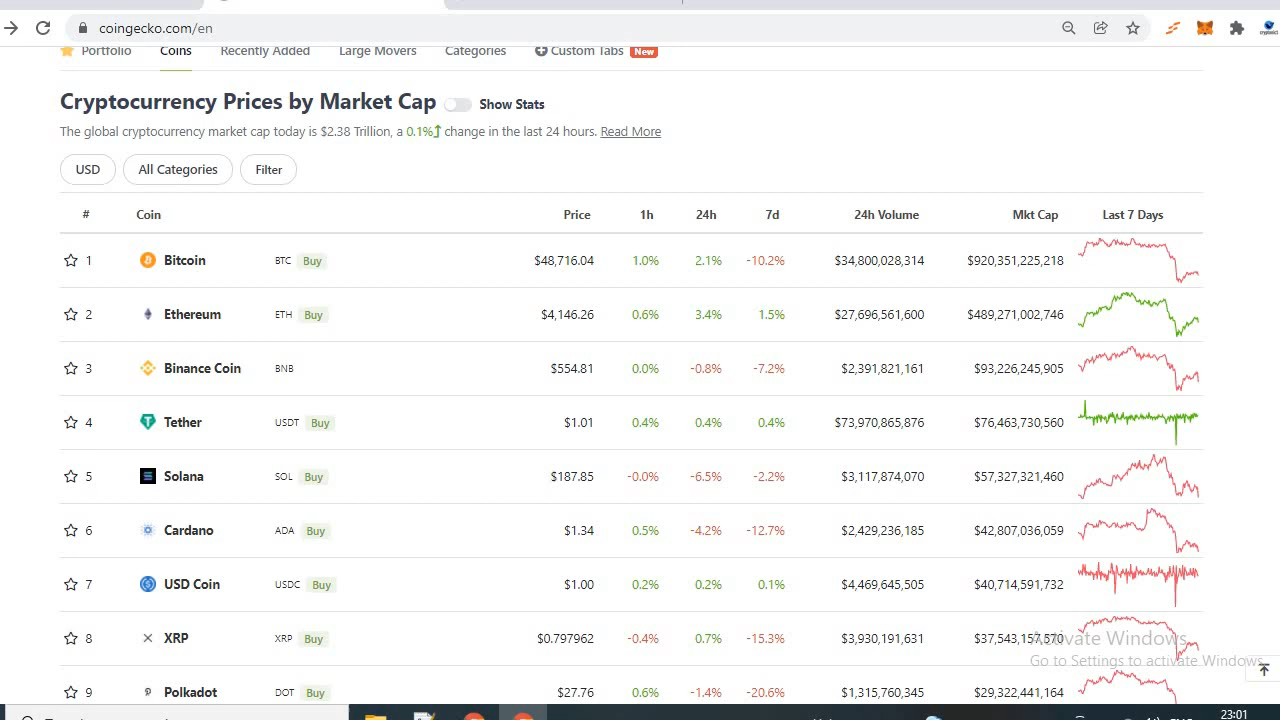 coingecko.com/en
Portfolio Coins Recently Added Large Movers Categories Custom Tabs New
Cryptocurrency Prices by Market Cap Show Stats
The global cryptocurrency market cap today is $2.38 Trillion, a 0.1% change in the last 24 hours. Read More
USD All Categories Filter
# Coin Price 1h 24h 7d 24h Volume Mkt Cap Last 7 Days
1 Bitcoin BTC Buy $48,716.04 1.0% 2.1% -10.2% $34,800,028,314 $920,351,225,218
2 Ethereum ETH Buy $4,146.26 0.6% 3.4% 1.5% $27,696,561,600 $489,271,002,746
3 Binance Coin BNB $554.81 0.0% -0.8% -7.2% $2,391,821,161 $93,226,245,905
4 Tether USDT Buy $1.01 0.4% 0.4% 0.4% $73,970,865,876 $76,463,730,560
5 Solana SOL Buy $187.85 -0.0% -6.5% -2.2% $3,117,874,070 $57,327,321,460
6 Cardano ADA Buy $1.34 0.5% -4.2% -12.7% $2,429,236,185 $42,807,036,059
7 USD Coin USDC Buy $1.00 0.2% 0.2% 0.1% $4,469,645,505 $40,714,591,732
8 XRP XRP Buy $0.797962 -0.4% 0.7% -15.3% $3,930,191,631 $37,543,157,570
Activate Windows
Go to Settings to activate Windows.
9 Polkadot DOT Buy $27.76 0.6% -1.4% -20.6% $1,315,760,345 $29,322,441,164
23:01